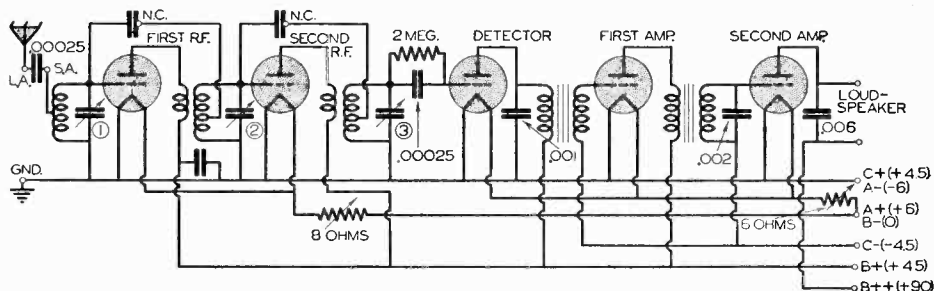 N.C.
N.C.
.00025
FIRST R.F.
SECOND
R.F.
2 MEG.
DETECTOR
FIRST AMP.
SECOND AMP.
L.A.
S.A.
1
2
3
.00025
.001
.002
LOUD-
SPEAKER
.006
GND.
8 OHMS
6 OHMS
C+(+4.5)
A-(-6)
A+(+6)
B-(0)
C-(-4.5)
B+(+45)
B++(+90)